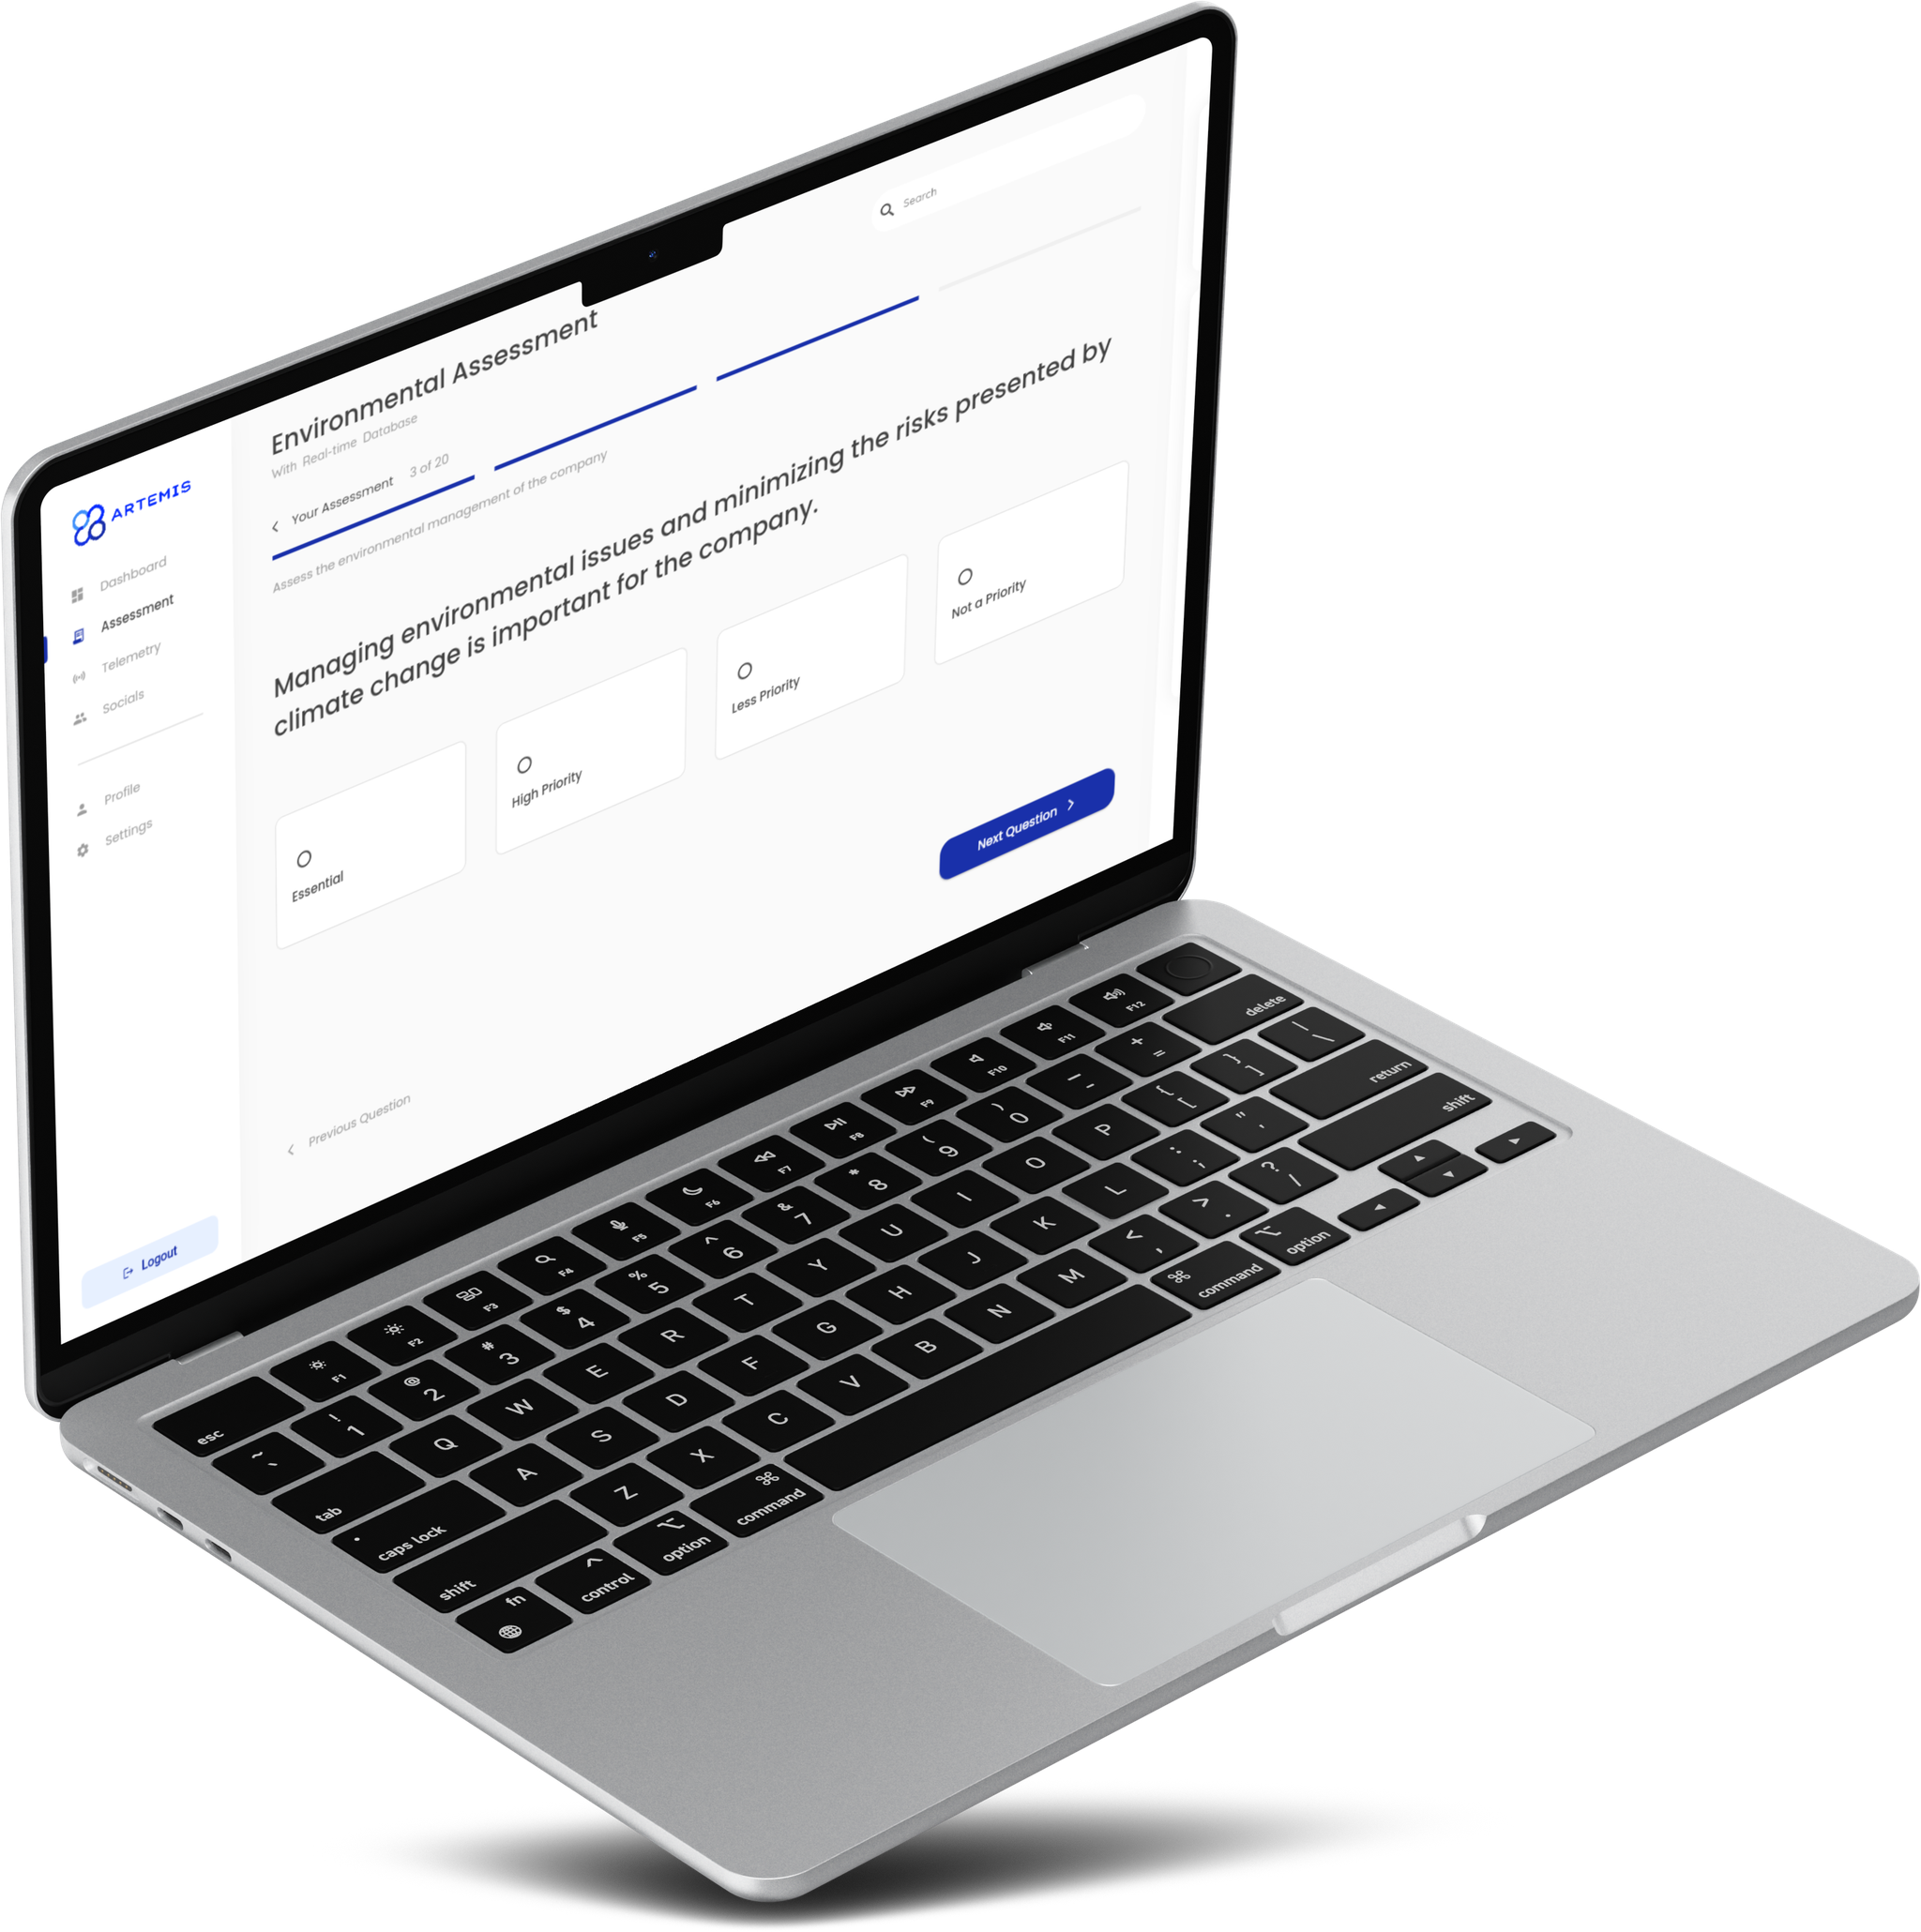 Search
Environmental Assessment
With Real-time Database
Your Assessment 3 of 20
Assess the environmental management of the company
Managing environmental issues and minimizing the risks presented by
climate change is important for the company.
Essential
High Priority
Less Priority
Not a Priority
Next Question
Previous Question
ARTEMIS
Dashboard
Assessment
Telemetry
Socials
Profile
Settings
Logout
esc F1 F2 F3 F4 F5 F6 F7 F8 F9 F10 F11 F12
~ ` ! 1 @ 2 # 3 $ 4 % 5 ^ 6 & 7 * 8 ( 9 ) 0 — - + = delete
tab Q W E R T Y U I O P { [ } ] | \
caps lock A S D F G H J K L : ; " ' return
shift Z X C V B N M < , > . ? / shift
fn control option command command option